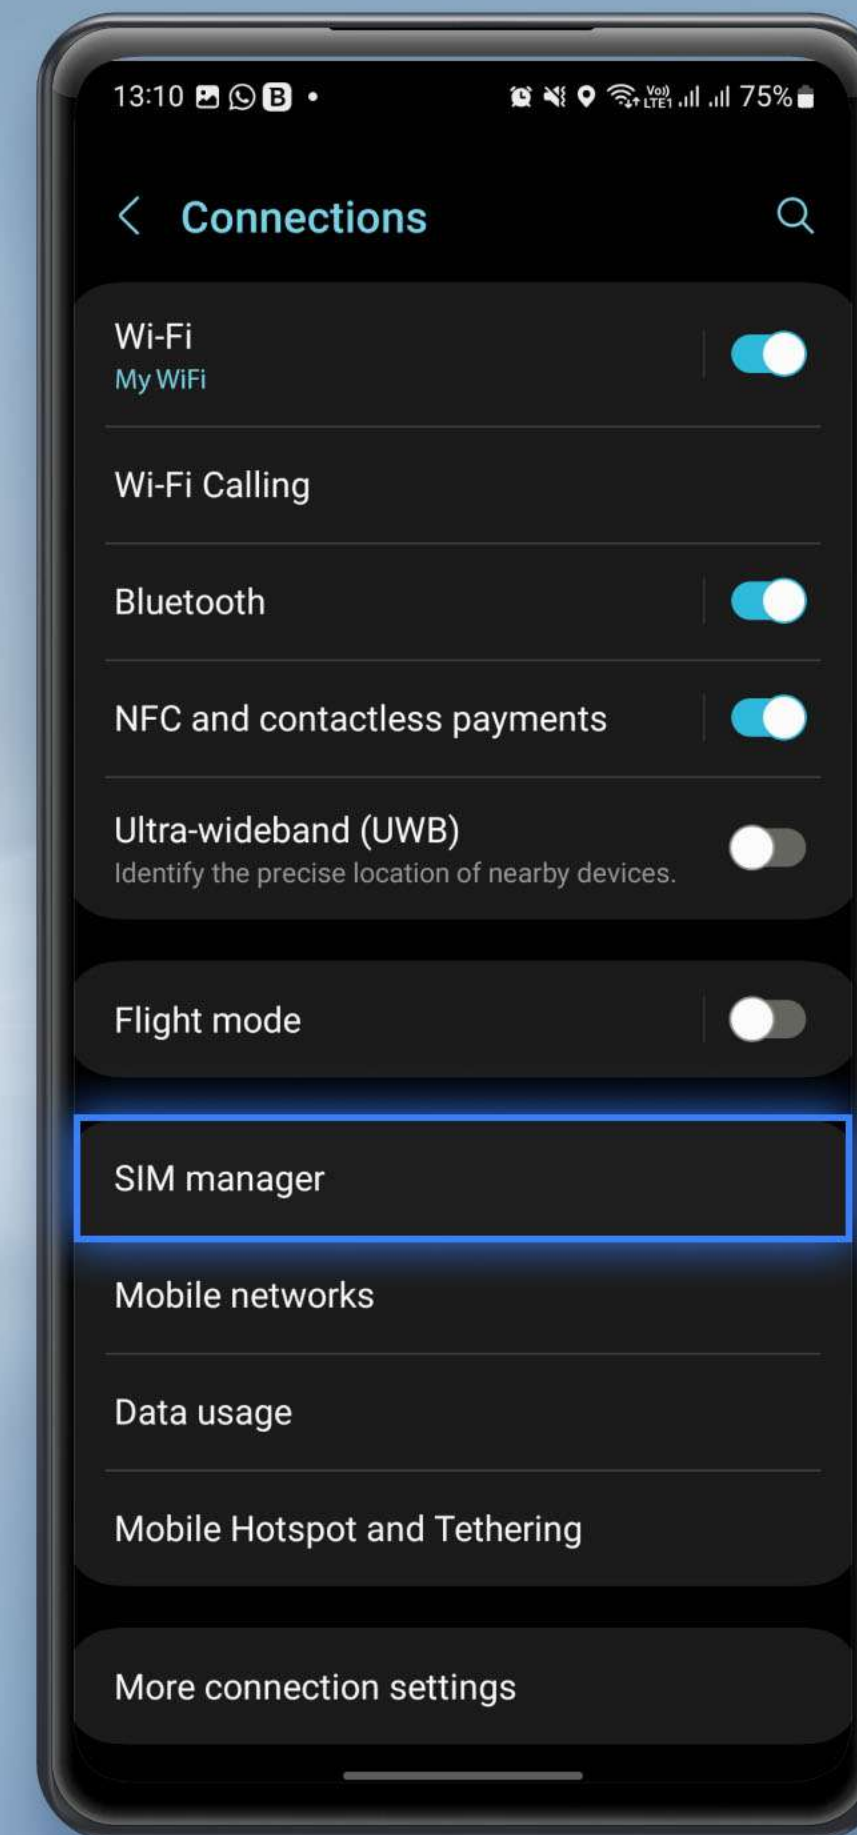 13:10 B 75%
Vo))
LTE1
Connections
Wi-Fi
My WiFi
Wi-Fi Calling
Bluetooth
NFC and contactless payments
Ultra-wideband (UWB)
Identify the precise location of nearby devices.
Flight mode
SIM manager
Mobile networks
Data usage
Mobile Hotspot and Tethering
More connection settings